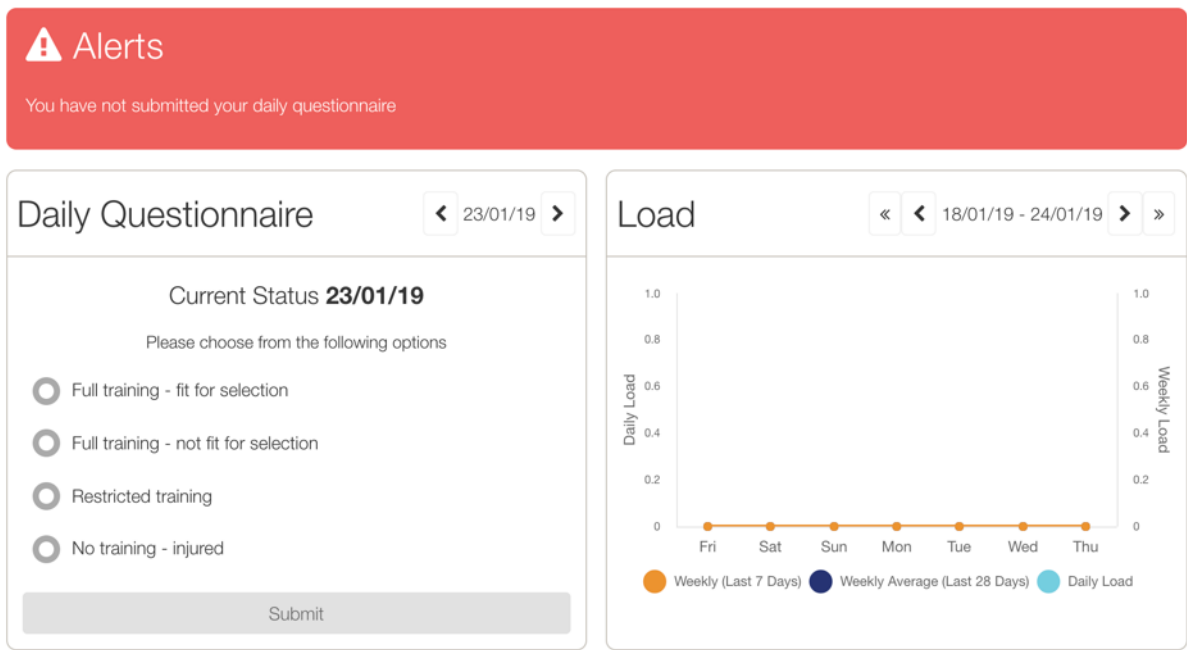 Alerts
You have not submitted your daily questionnaire
Daily Questionnaire
23/01/19
Current Status 23/01/19
Please choose from the following options
Full training - fit for selection
Full training - not fit for selection
Restricted training
No training - injured
Submit
Load
18/01/19 - 24/01/19
Daily Load
1.0
0.8
0.6
0.4
0.2
0
Weekly Load
1.0
0.8
0.6
0.4
0.2
0
Fri Sat Sun Mon Tue Wed Thu
Weekly (Last 7 Days) Weekly Average (Last 28 Days) Daily Load